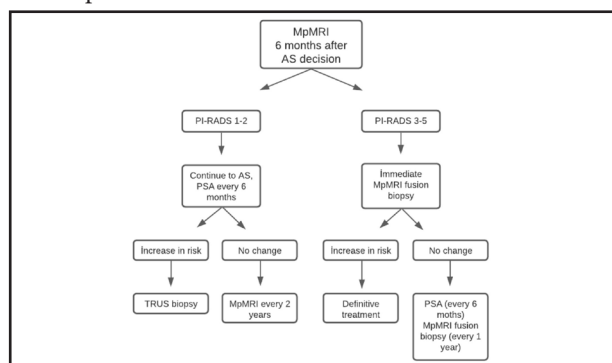 MpMRI
6 months after
AS decision
PI-RADS 1-2
PI-RADS 3-5
Continue to AS,
PSA every 6
months
İmmediate
MpMRI fusion
biopsy
İncrease in risk
No change
İncrease in risk
No change
TRUS biopsy
MpMRI every 2
years
Definitive
treatment
PSA (every 6
moths)
MpMRI fusion
biopsy (every 1
year)